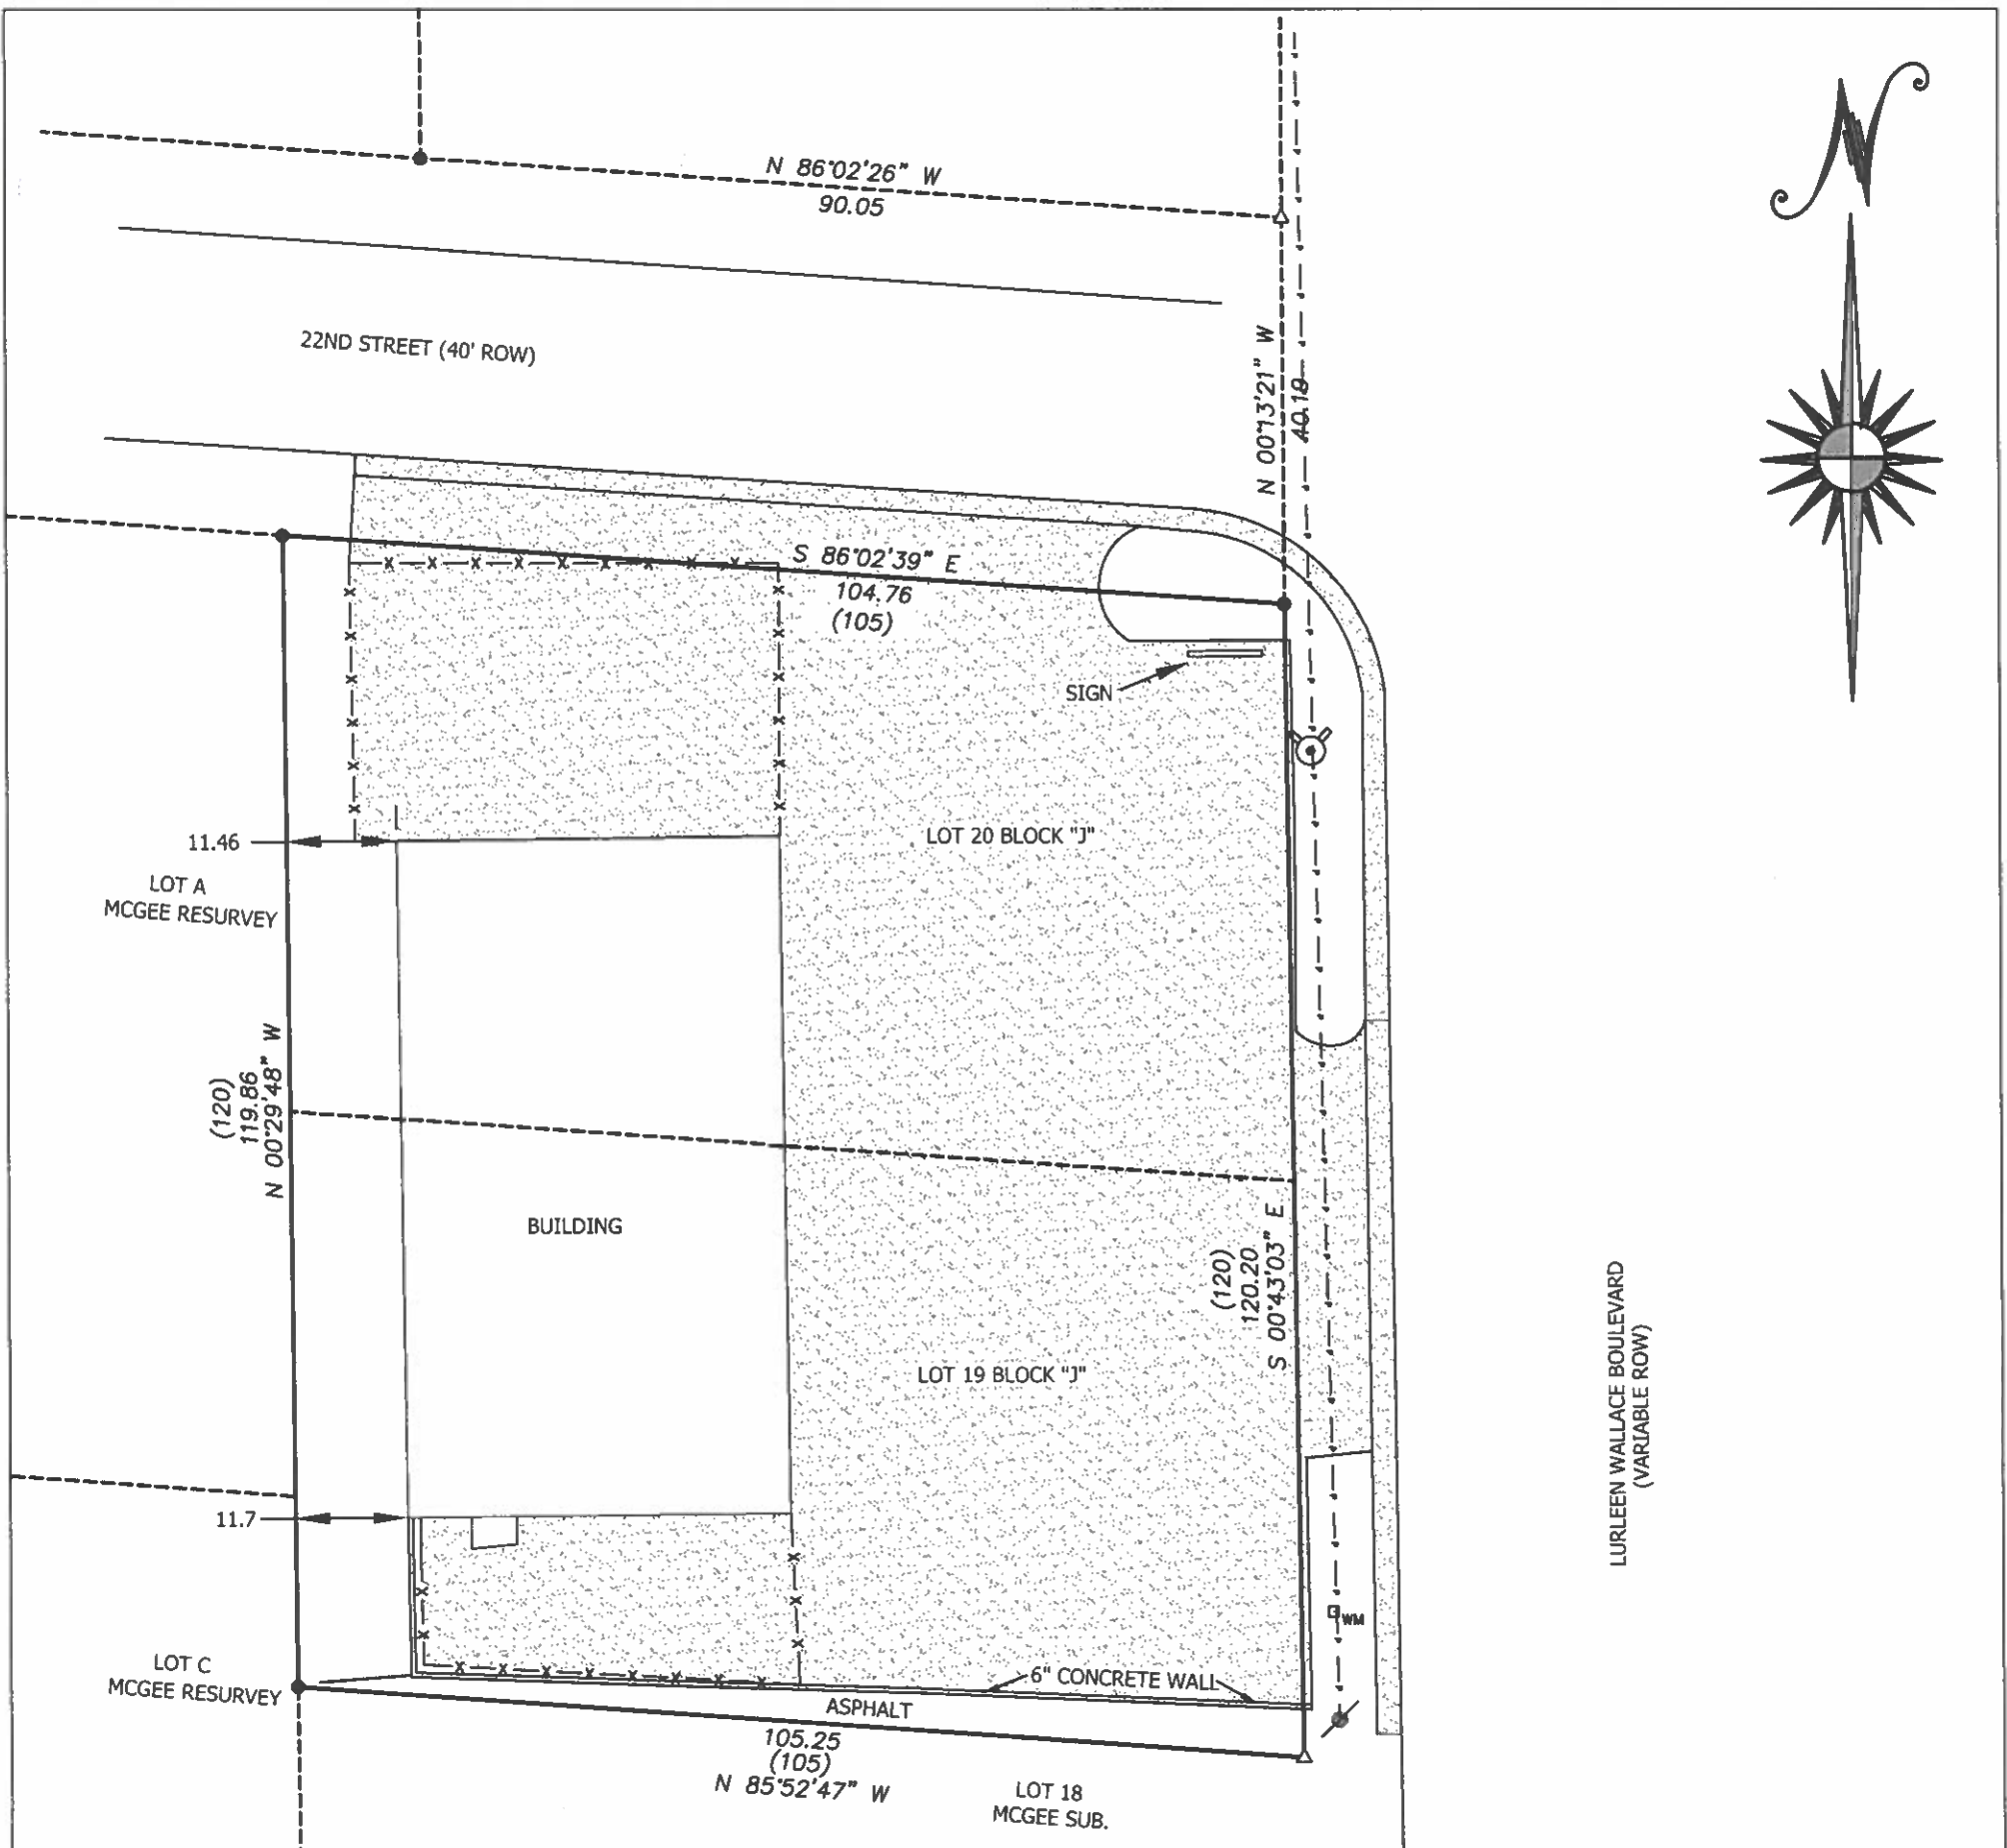 N
N 86°02'26" W
90.05
22ND STREET (40' ROW)
N 00°13'21" W
40.19
S 86°02'39" E
104.76
(105)
SIGN
LOT 20 BLOCK "J"
11.46
LOT A
MCGEE RESURVEY
(120)
119.86
N 00°29'48" W
BUILDING
(120)
120.20
S 00°43'03" E
LOT 19 BLOCK "J"
LURLEEN WALLACE BOULEVARD
(VARIABLE ROW)
11.7
WM
LOT C
MCGEE RESURVEY
6" CONCRETE WALL
ASPHALT
105.25
(105)
N 85°52'47" W
LOT 18
MCGEE SUB.